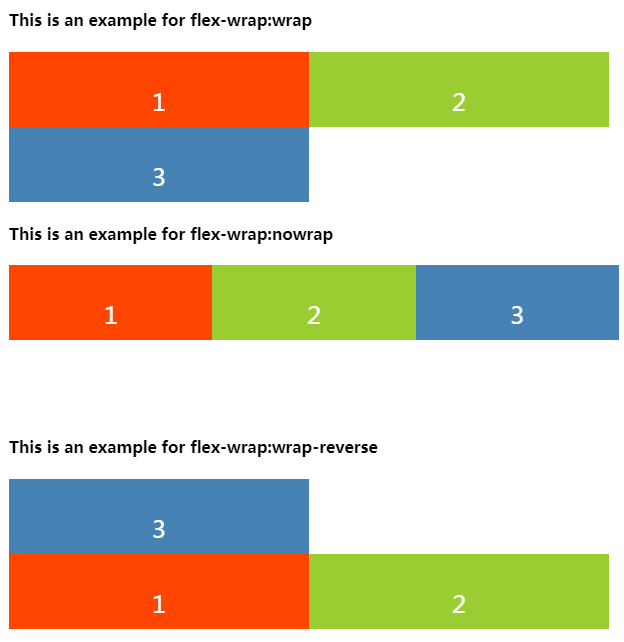 This is an example for flex-wrap:wrap
1 2
3
This is an example for flex-wrap:nowrap
1 2 3
This is an example for flex-wrap:wrap-reverse
3
1 2